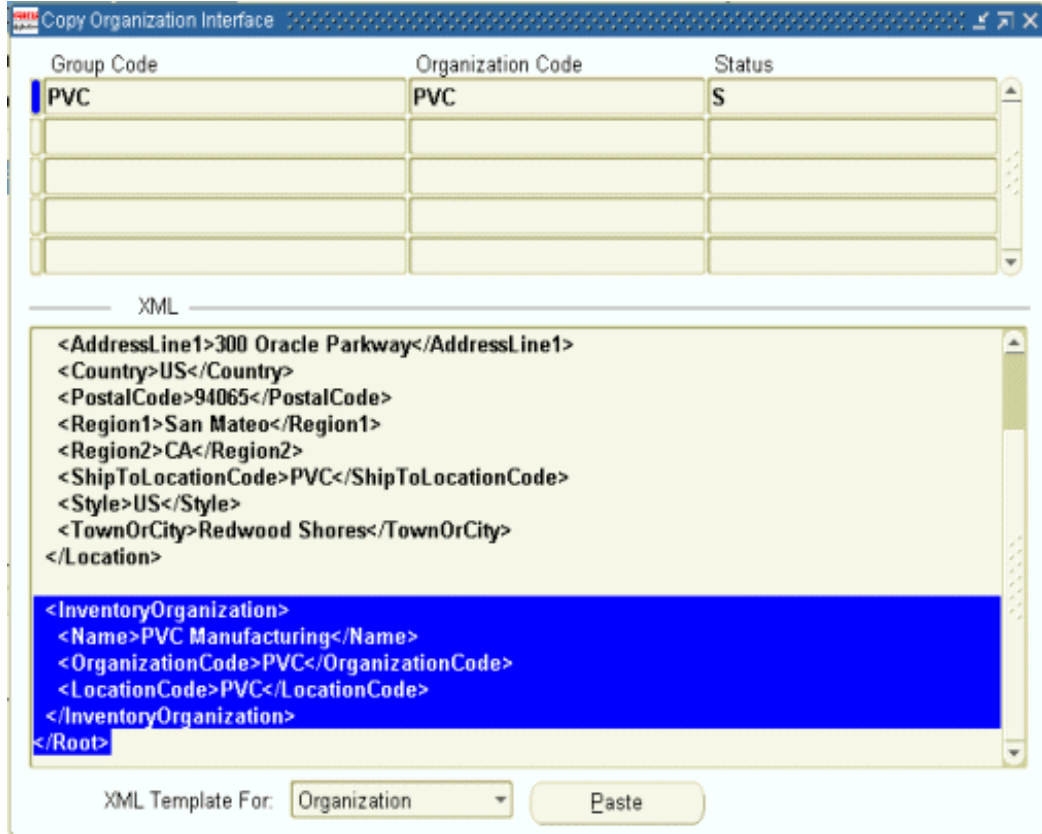 Copy Organization Interface
Group Code Organization Code Status
PVC PVC S
XML
<AddressLine1>300 Oracle Parkway</AddressLine1>
<Country>US</Country>
<PostalCode>94065</PostalCode>
<Region1>San Mateo</Region1>
<Region2>CA</Region2>
<ShipToLocationCode>PVC</ShipToLocationCode>
<Style>US</Style>
<TownOrCity>Redwood Shores</TownOrCity>
</Location>
<InventoryOrganization>
<Name>PVC Manufacturing</Name>
<OrganizationCode>PVC</OrganizationCode>
<LocationCode>PVC</LocationCode>
</InventoryOrganization>
</Root>
XML Template For: Organization Paste